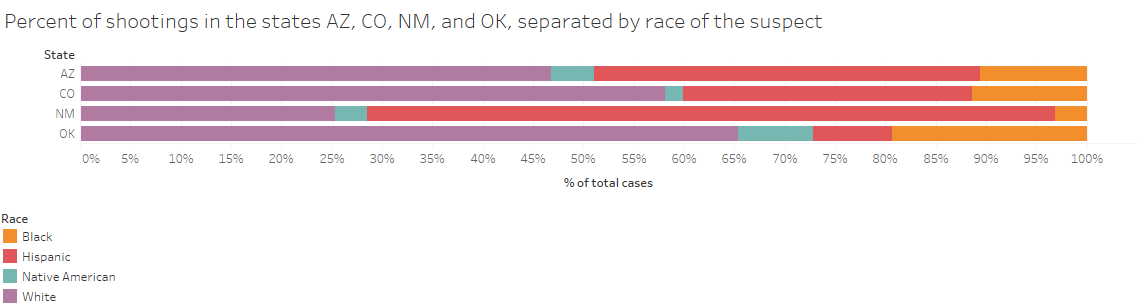 Percent of shootings in the states AZ, CO, NM, and OK, separated by race of the suspect
State
AZ
CO
NM
OK
0% 5% 10% 15% 20% 25% 30% 35% 40% 45% 50% 55% 60% 65% 70% 75% 80% 85% 90% 95% 100%
% of total cases
Race
Black
Hispanic
Native American
White